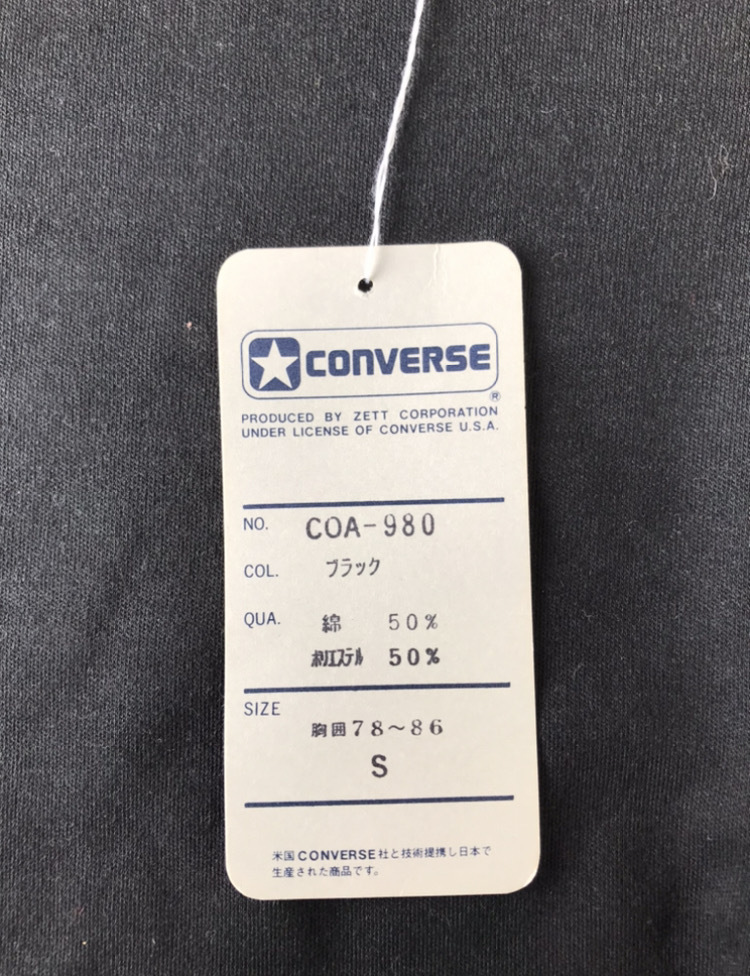 CONVERSE
®
PRODUCED BY ZETT CORPORATION
UNDER LICENSE OF CONVERSE U.S.A.
NO. COA-980
COL. ブラック
QUA. 綿 50%
ポリエステル 50%
SIZE
胸囲78～86
S
米国CONVERSE社と技術提携し日本で
生産された商品です。